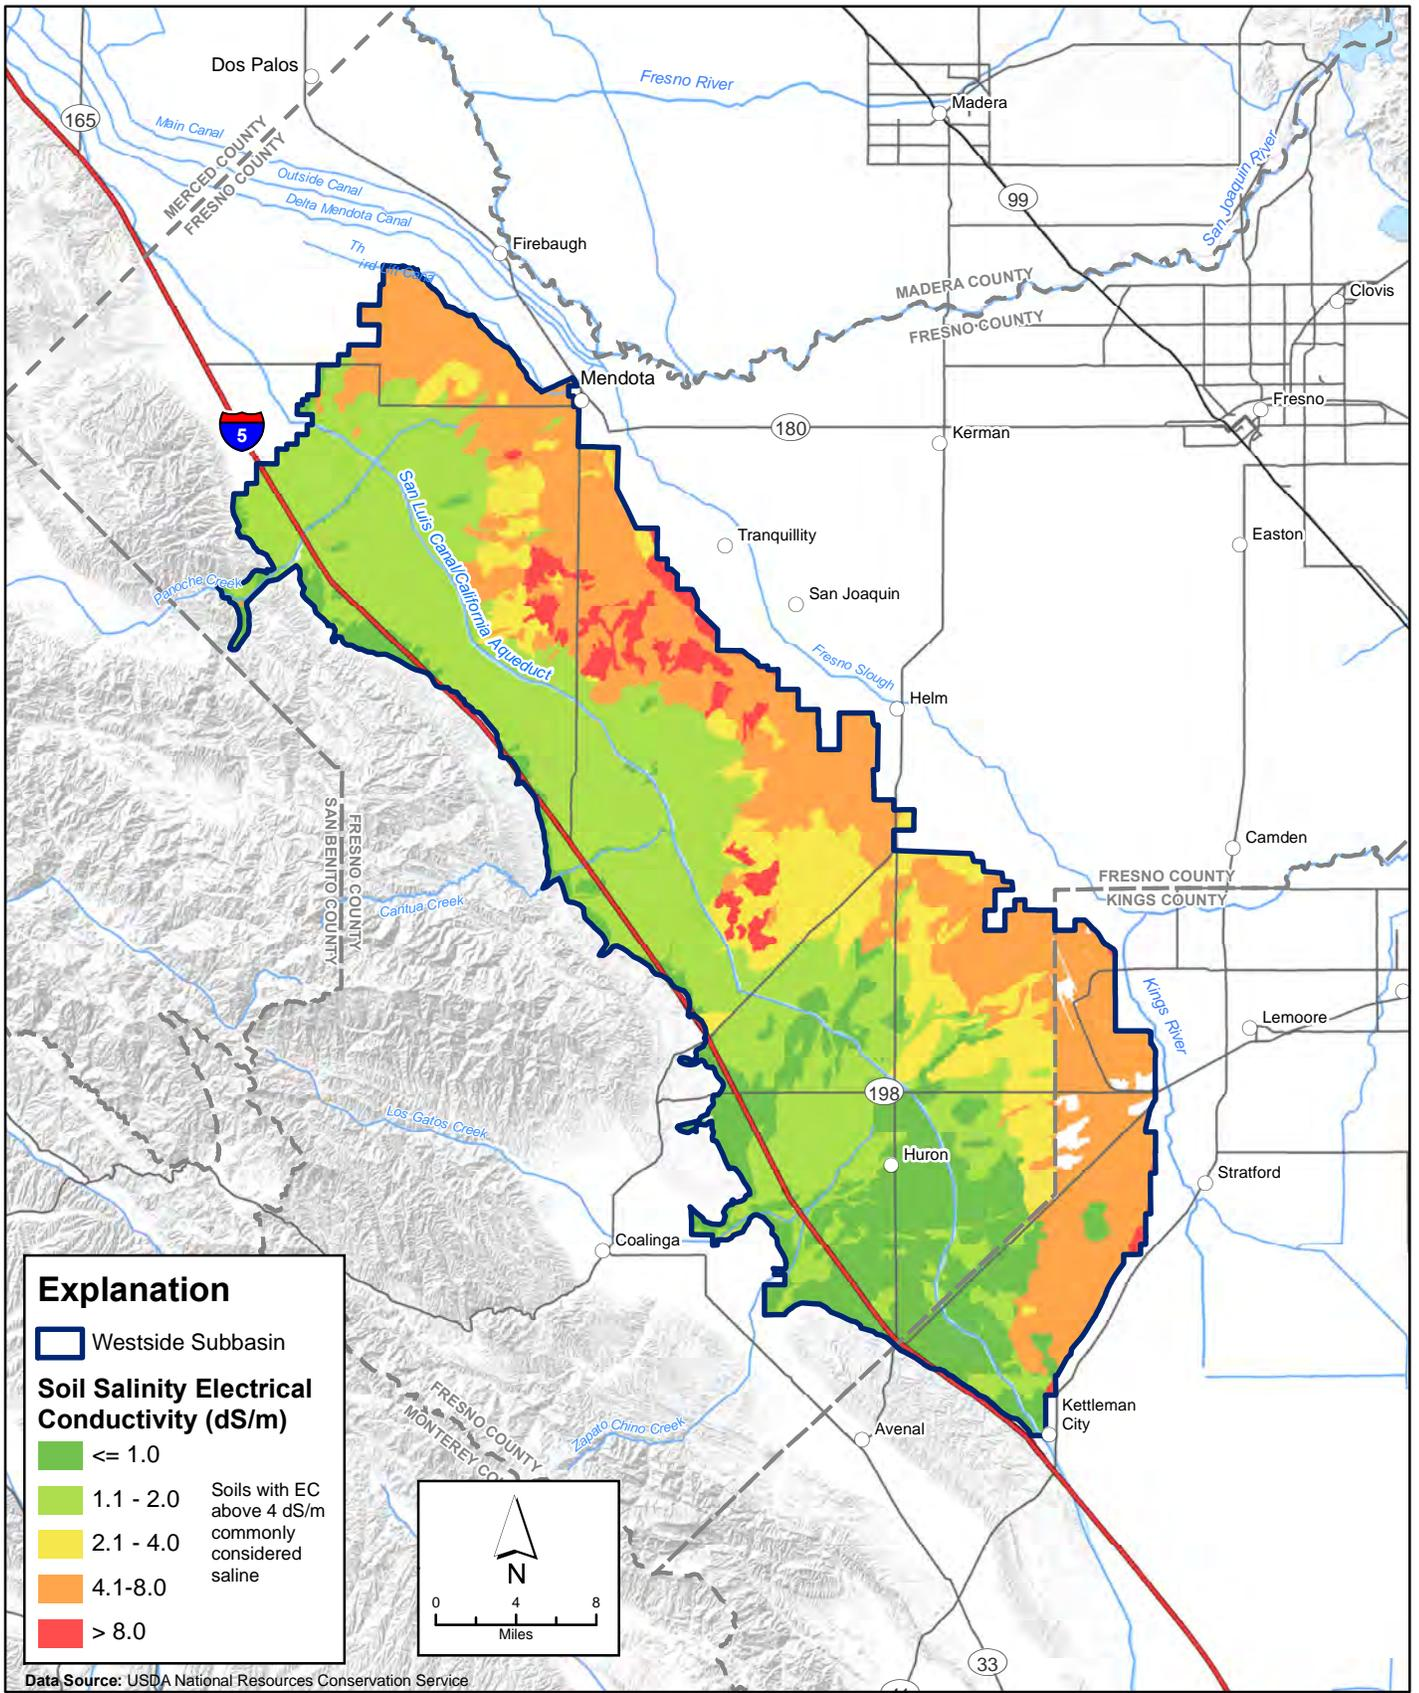 Dos Palos
Fresno River
Madera
165
Main Canal
MERCED COUNTY
FRESNO COUNTY
Outside Canal
Delta Mendota Canal
San Joaquin River
99
Firebaugh
Th
ird Lift Canal
MADERA COUNTY
FRESNO COUNTY
Clovis
Mendota
Fresno
5
180
Kerman
San Luis Canal/California Aqueduct
Tranquillity
Easton
Panoche Creek
San Joaquin
Fresno Slough
Helm
FRESNO COUNTY
SAN BENITO COUNTY
Camden
FRESNO COUNTY
KINGS COUNTY
Cantua Creek
Kings River
Lemoore
198
Los Gatos Creek
Huron
Stratford
Coalinga
Explanation
Westside Subbasin
Soil Salinity Electrical
Conductivity (dS/m)
<= 1.0
1.1 - 2.0
2.1 - 4.0
4.1-8.0
> 8.0
Soils with EC
above 4 dS/m
commonly
considered
saline
FRESNO COUNTY
MONTEREY CO
Zapato Chino Creek
Avenal
Kettleman
City
N
0 4 8
Miles
33
Data Source: USDA National Resources Conservation Service